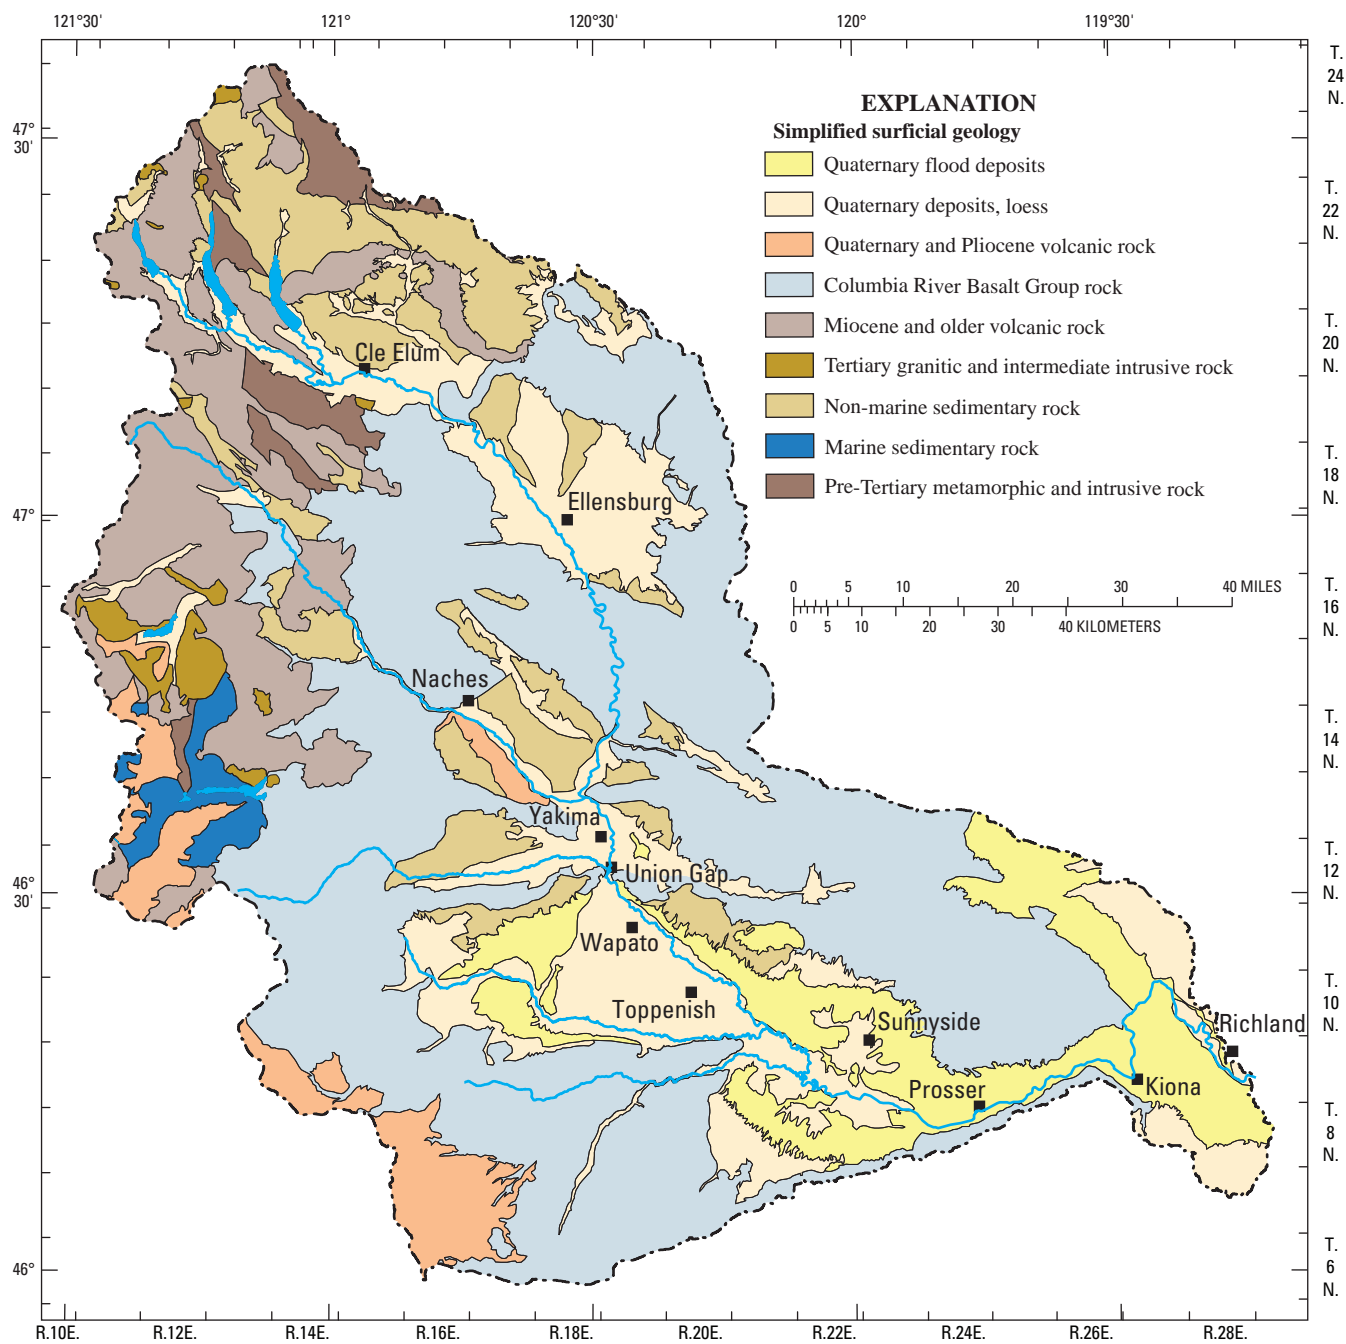 121°30'
121°
120°30'
120°
119°30'
47°
30'
47°
46°
30'
46°
T.
24
N.
T.
22
N.
T.
20
N.
T.
18
N.
T.
16
N.
T.
14
N.
T.
12
N.
T.
10
N.
T.
8
N.
T.
6
N.
EXPLANATION
Simplified surficial geology
Quaternary flood deposits
Quaternary deposits, loess
Quaternary and Pliocene volcanic rock
Columbia River Basalt Group rock
Miocene and older volcanic rock
Tertiary granitic and intermediate intrusive rock
Non-marine sedimentary rock
Marine sedimentary rock
Pre-Tertiary metamorphic and intrusive rock
0 5 10 20 30 40 MILES
0 5 10 20 30 40 KILOMETERS
Cle Elum
Ellensburg
Naches
Yakima
Union Gap
Wapato
Toppenish
Sunnyside
Richland
Prosser
Kiona
R.10E.
R.12E.
R.14E.
R.16E.
R.18E.
R.20E.
R.22E.
R.24E.
R.26E.
R.28E.